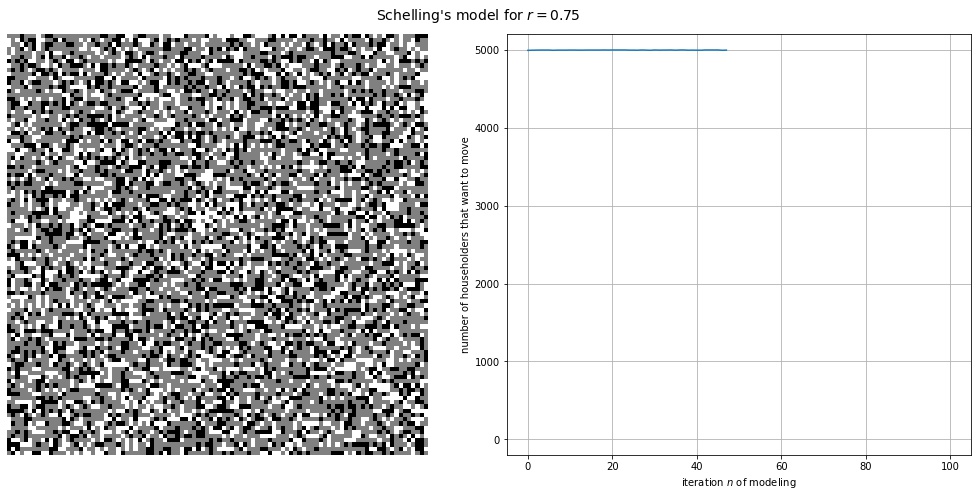 Schelling's model for r = 0.75
number of householders that want to move
5000
4000
3000
2000
1000
0
0 20 40 60 80 100
iteration n of modeling